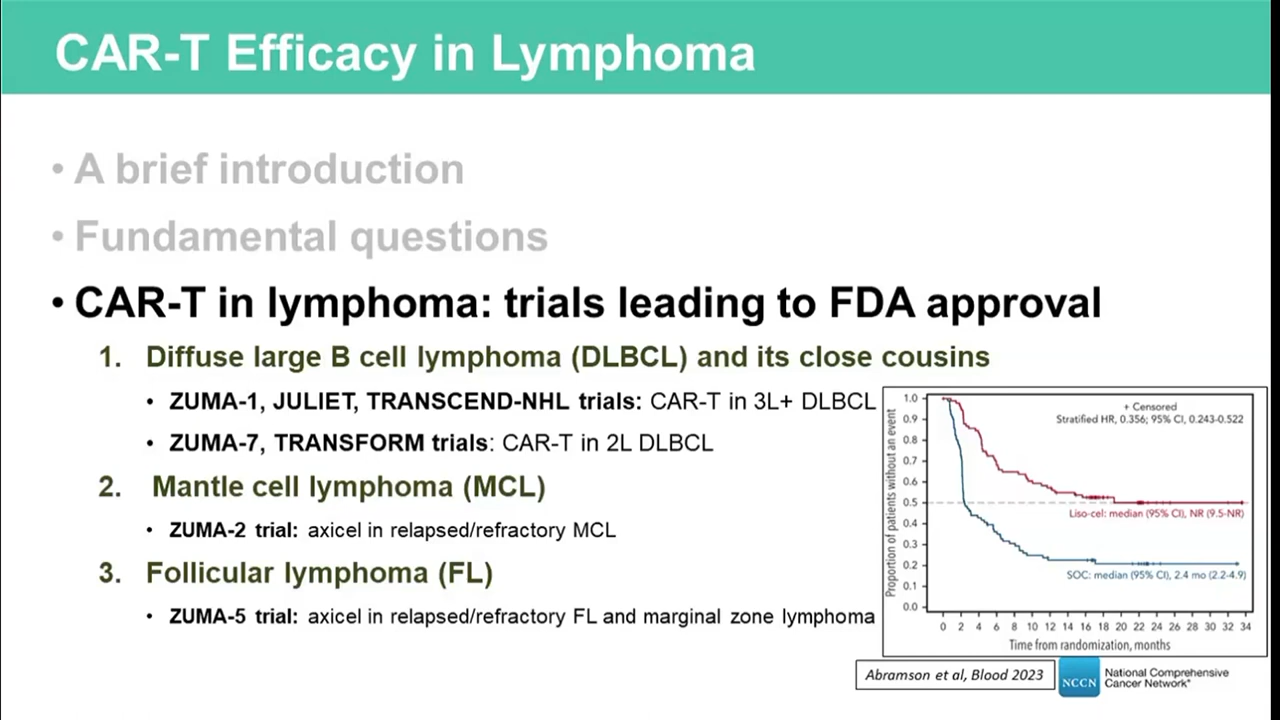 CAR-T Efficacy in Lymphoma
• A brief introduction
• Fundamental questions
• CAR-T in lymphoma: trials leading to FDA approval
1. Diffuse large B cell lymphoma (DLBCL) and its close cousins
• ZUMA-1, JULIET, TRANSCEND-NHL trials: CAR-T in 3L+ DLBCL
• ZUMA-7, TRANSFORM trials: CAR-T in 2L DLBCL
2. Mantle cell lymphoma (MCL)
• ZUMA-2 trial: axicel in relapsed/refractory MCL
3. Follicular lymphoma (FL)
• ZUMA-5 trial: axicel in relapsed/refractory FL and marginal zone lymphoma
Proportion of patients without an event
1.0
0.9
0.8
0.7
0.6
0.5
0.4
0.3
0.2
0.1
0.0
+ Censored
Stratified HR, 0.356; 95% CI, 0.243-0.522
Liso-cel: median (95% CI), NR (9.5-NR)
SOC: median (95% CI), 2.4 mo (2.2-4.9)
0 2 4 6 8 10 12 14 16 18 20 22 24 26 28 30 32 34
Time from randomization, months
Abramson et al, Blood 2023
NCCN
National Comprehensive
Cancer Network®